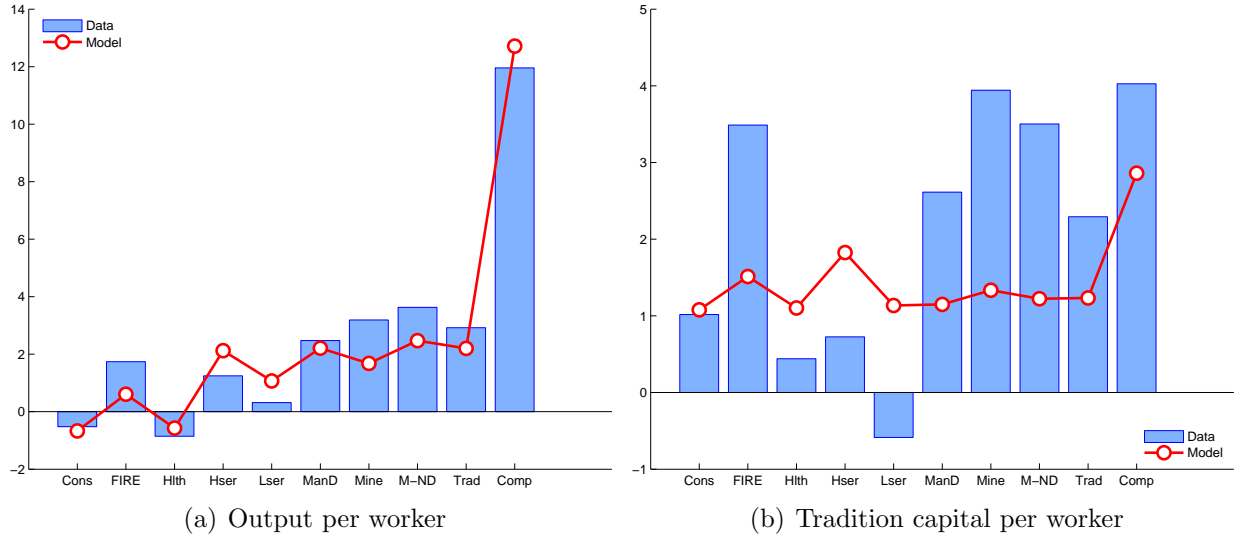 14
12
10
8
6
4
2
0
−2
Data
Model
Cons FIRE Hlth Hser Lser ManD Mine M−ND Trad Comp
(a) Output per worker
5
4
3
2
1
0
−1
Data
Model
Cons FIRE Hlth Hser Lser ManD Mine M−ND Trad Comp
(b) Tradition capital per worker